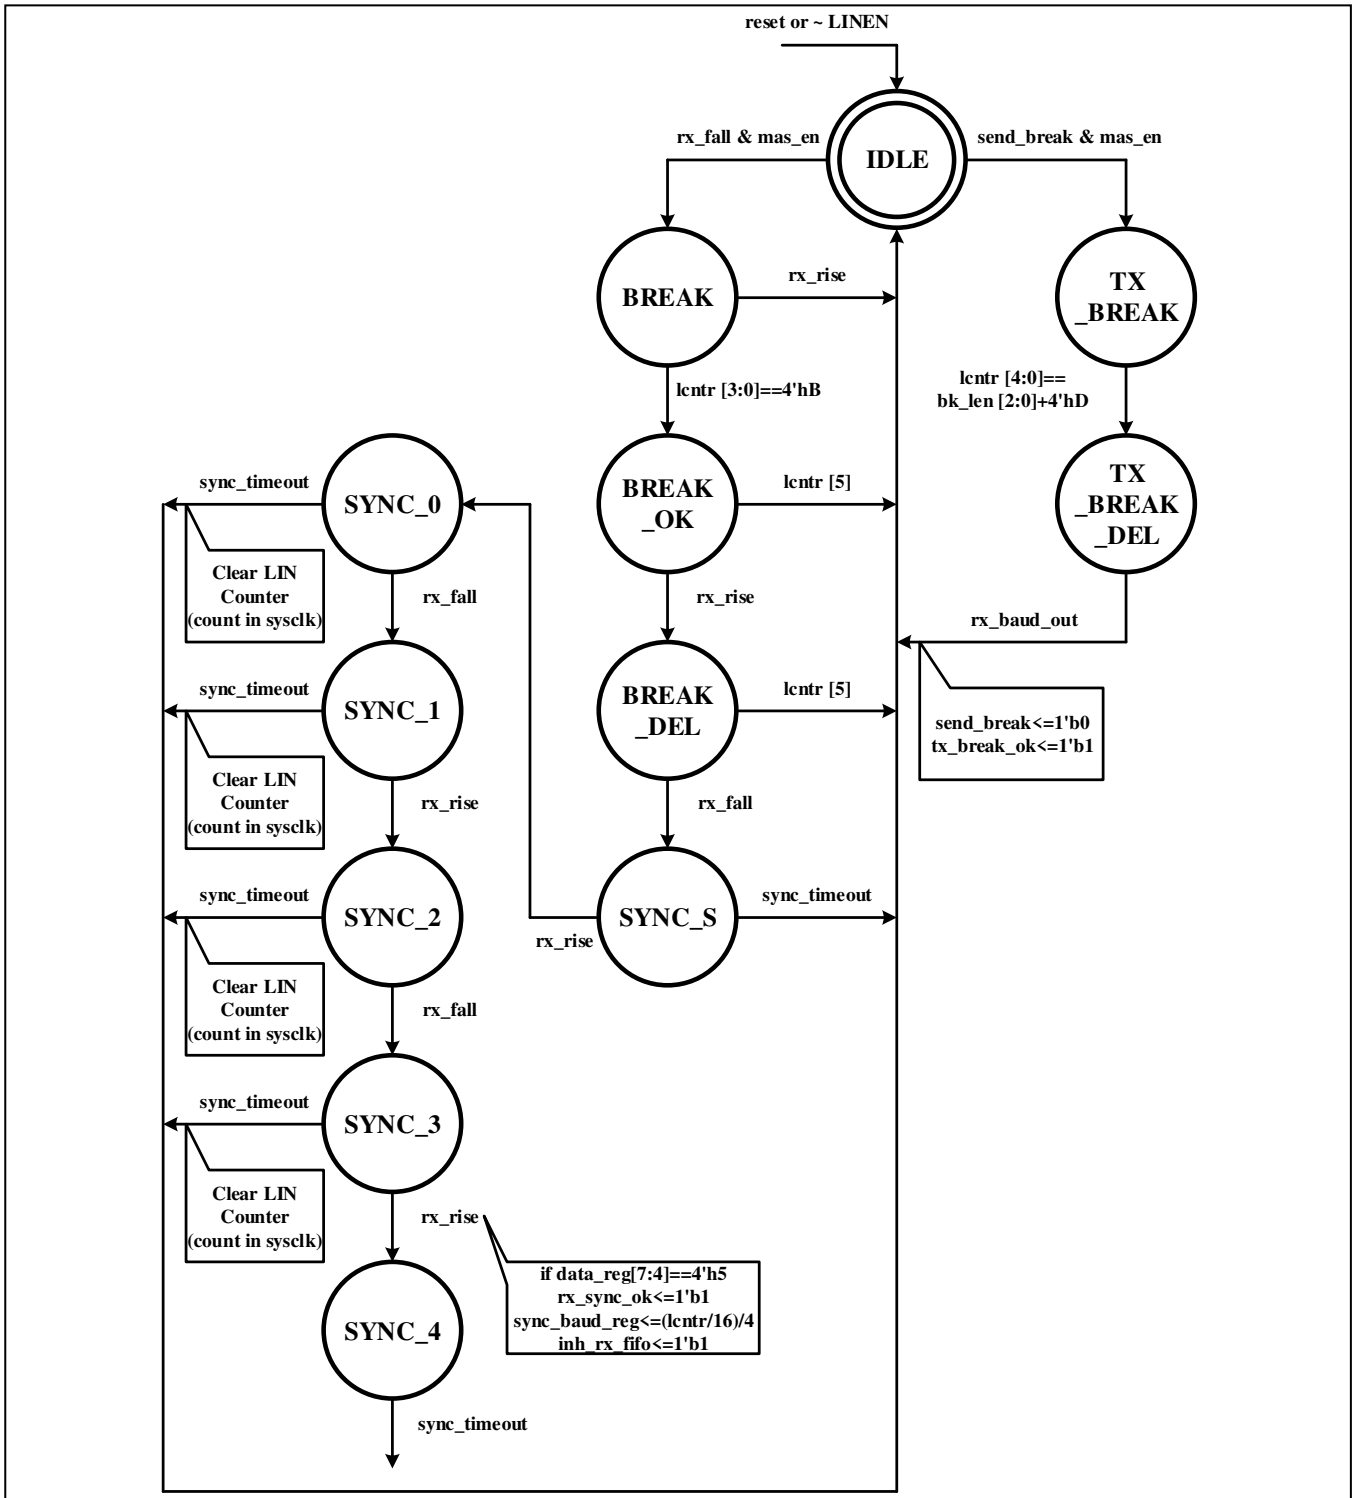 reset or ~ LINEN
rx_fall & mas_en
send_break & mas_en
IDLE
BREAK
rx_rise
TX
_BREAK
lcntr [3:0]==4'hB
lcntr [4:0]==
bk_len [2:0]+4'hD
sync_timeout
SYNC_0
BREAK
_OK
lcntr [5]
TX
_BREAK
_DEL
Clear LIN
Counter
(count in sysclk)
rx_fall
rx_rise
rx_baud_out
sync_timeout
SYNC_1
BREAK
_DEL
lcntr [5]
send_break<=1'b0
tx_break_ok<=1'b1
Clear LIN
Counter
(count in sysclk)
rx_rise
rx_fall
sync_timeout
SYNC_2
rx_rise
SYNC_S
sync_timeout
Clear LIN
Counter
(count in sysclk)
rx_fall
sync_timeout
SYNC_3
Clear LIN
Counter
(count in sysclk)
rx_rise
if data_reg[7:4]==4'h5
rx_sync_ok<=1'b1
sync_baud_reg<=(lcntr/16)/4
inh_rx_fifo<=1'b1
SYNC_4
sync_timeout